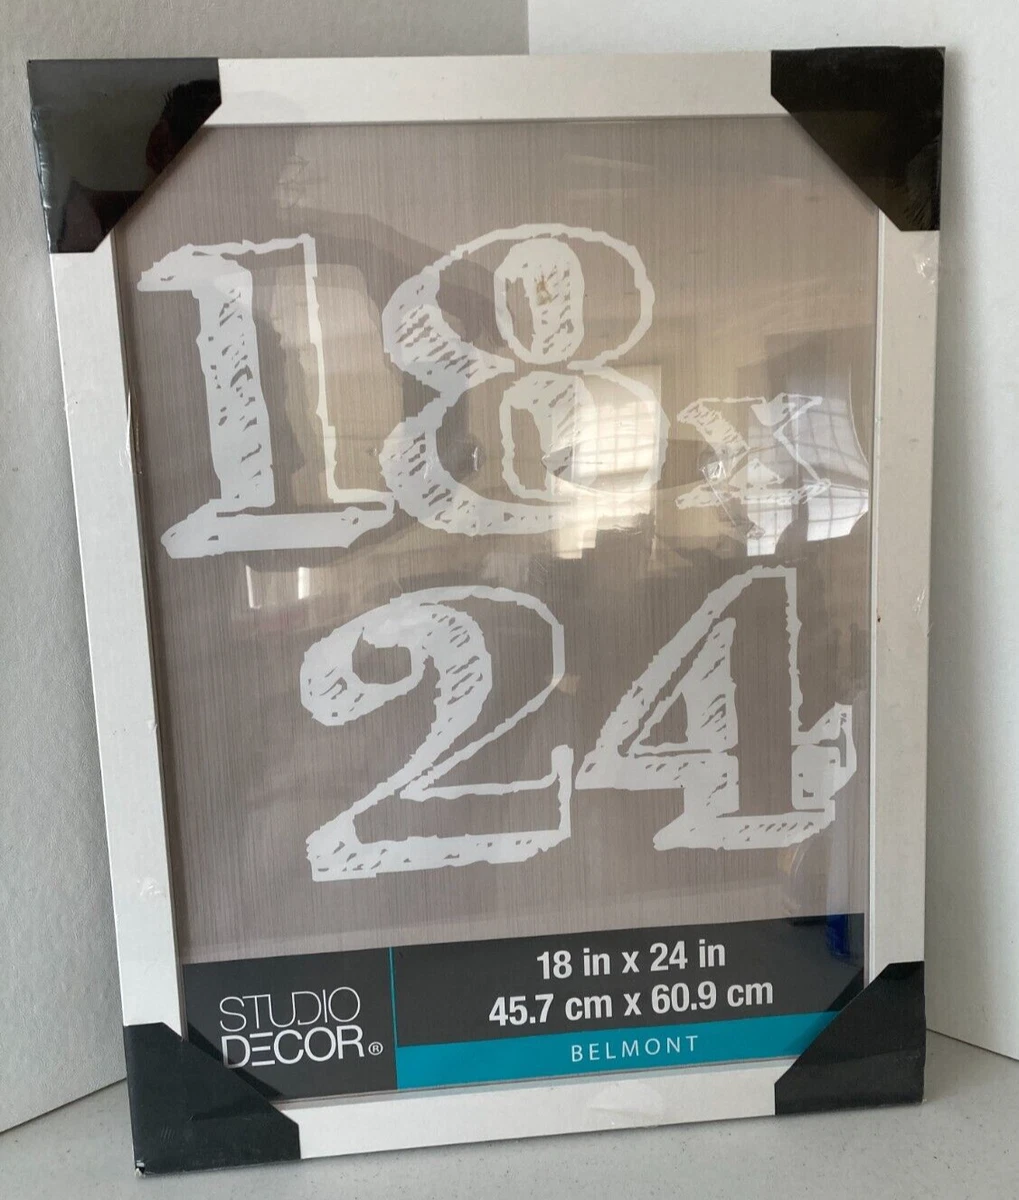 18x
24
18 in x 24 in
45.7 cm x 60.9 cm
STUDIO
DECOR®
BELMONT